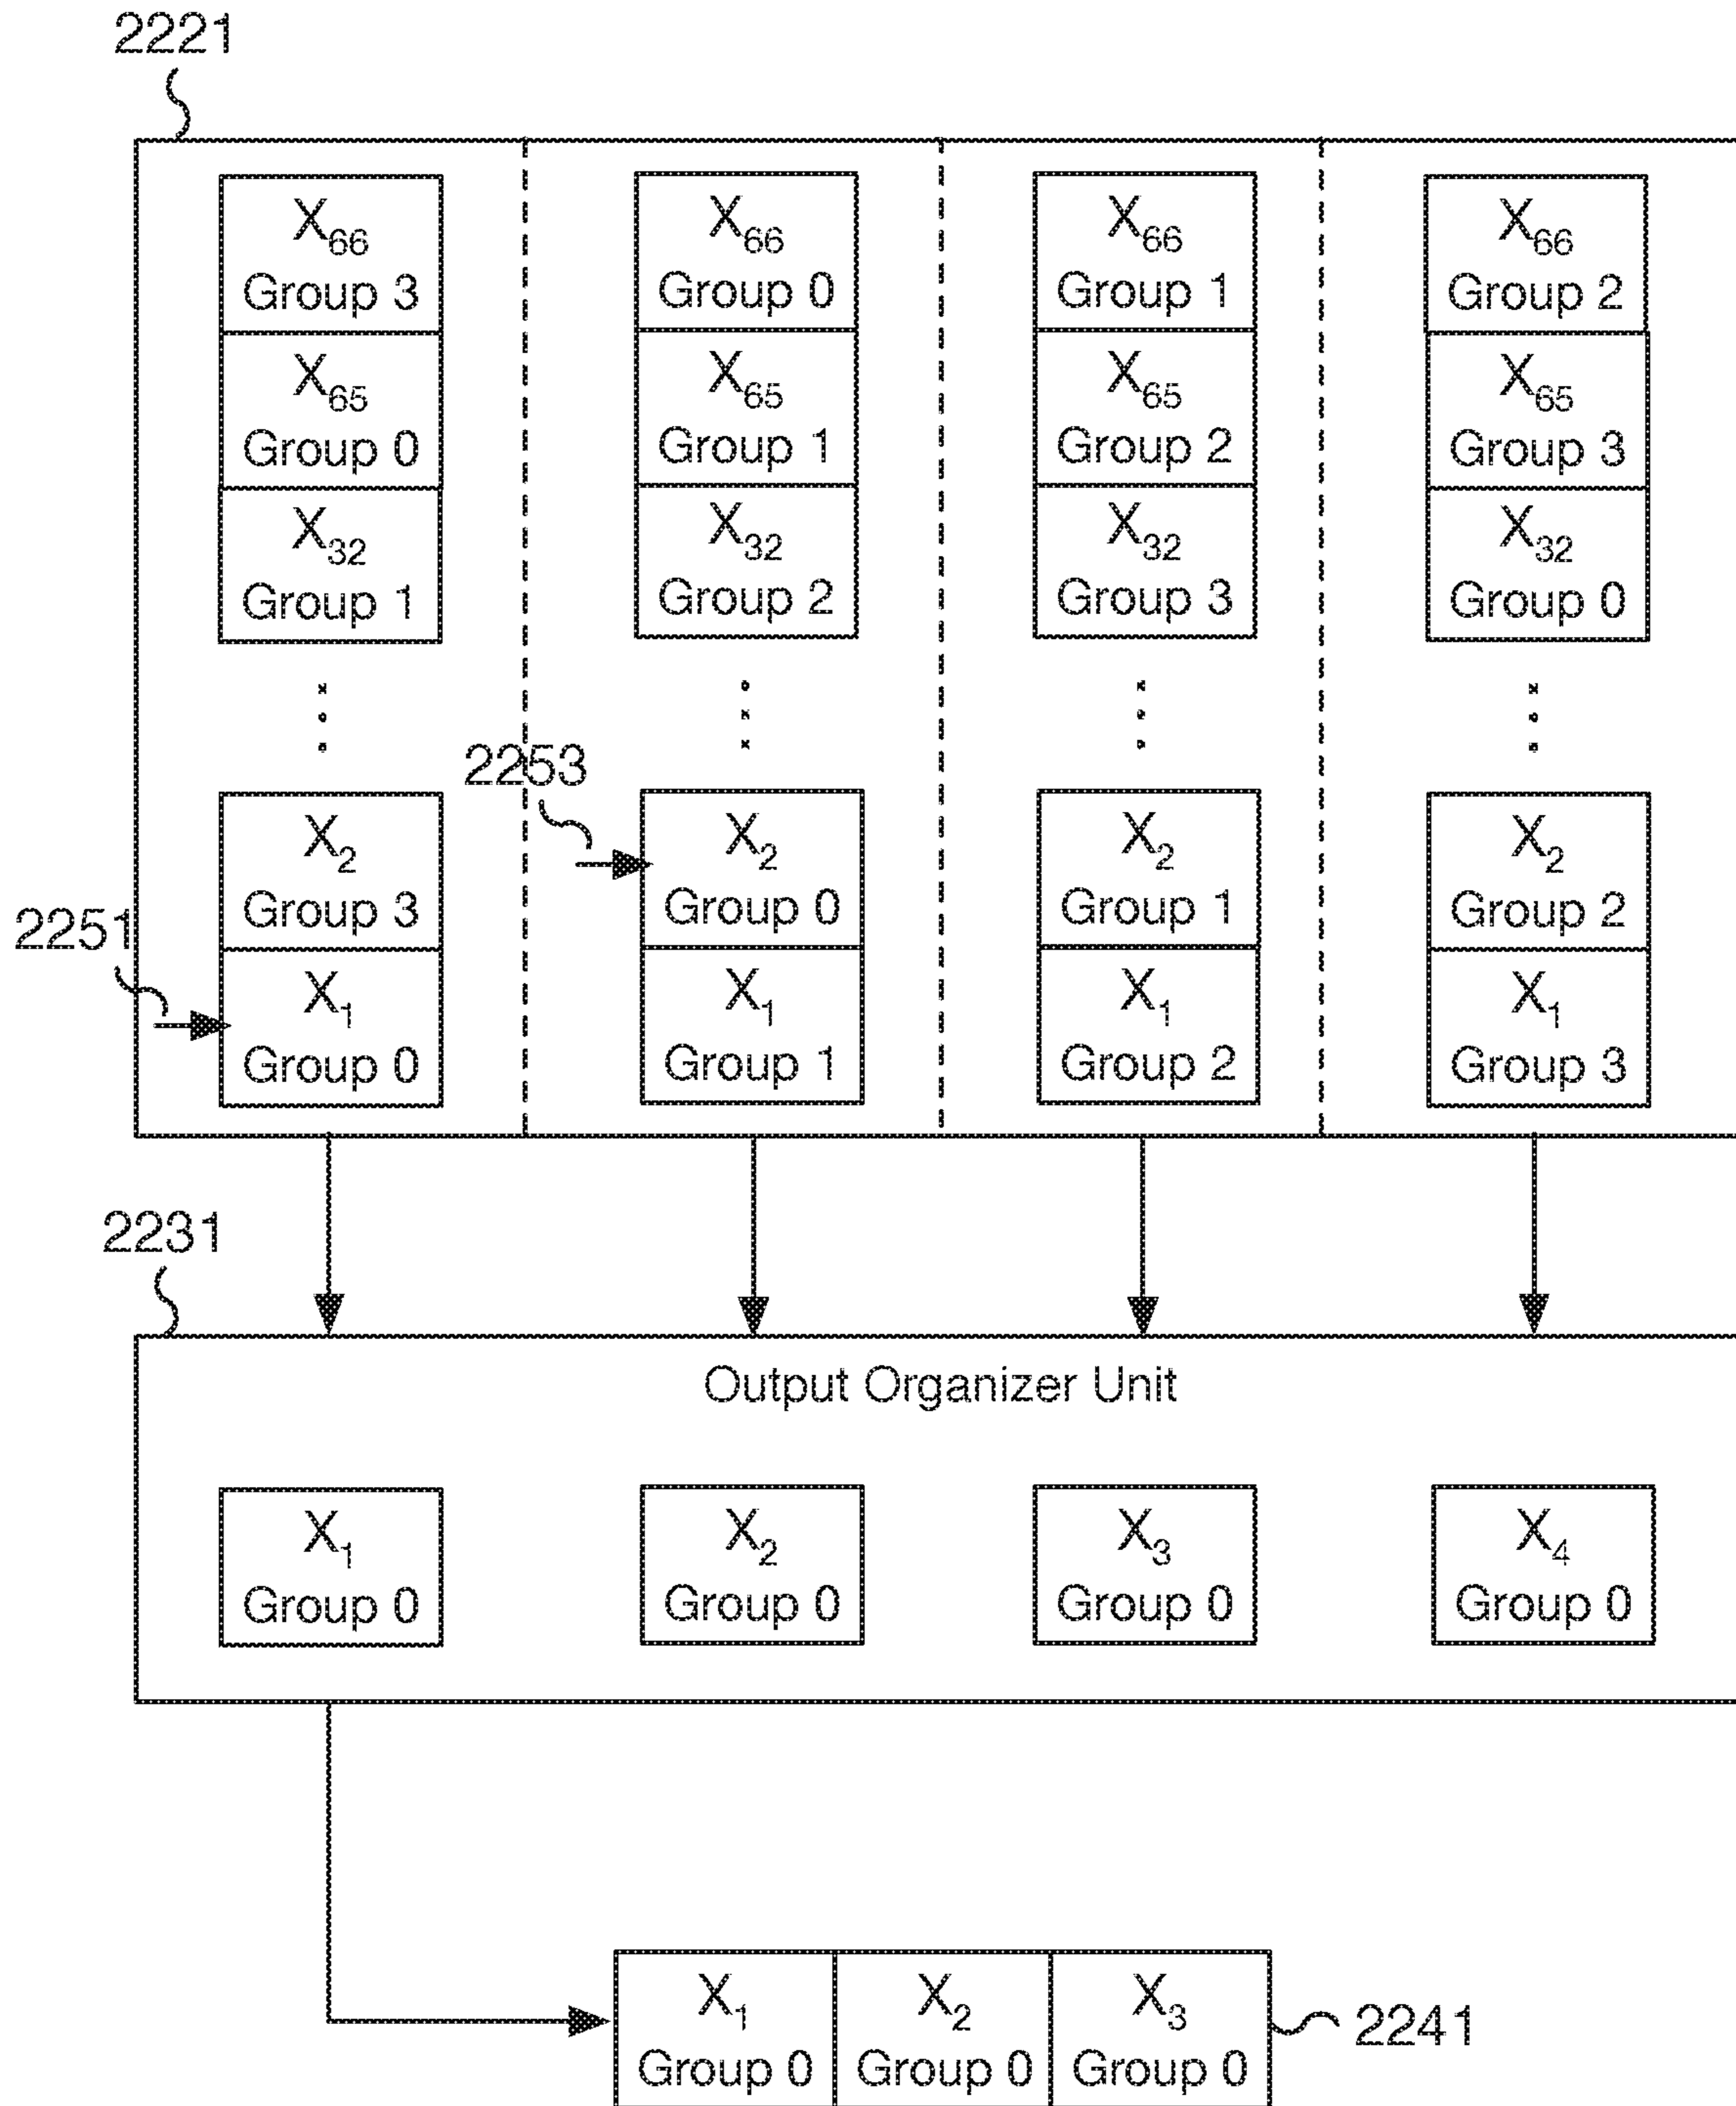 2221
X₆₆ X₆₆ X₆₆ X₆₆
Group 3 Group 0 Group 1 Group 2
X₆₅ X₆₅ X₆₅ X₆₅
Group 0 Group 1 Group 2 Group 3
X₃₂ X₃₂ X₃₂ X₃₂
Group 1 Group 2 Group 3 Group 0
2253
X₂ X₂ X₂ X₂
Group 3 Group 0 Group 1 Group 2
2251
X₁ X₁ X₁ X₁
Group 0 Group 1 Group 2 Group 3
2231
Output Organizer Unit
X₁ X₂ X₃ X₄
Group 0 Group 0 Group 0 Group 0
X₁ X₂ X₃
2241
Group 0 Group 0 Group 0